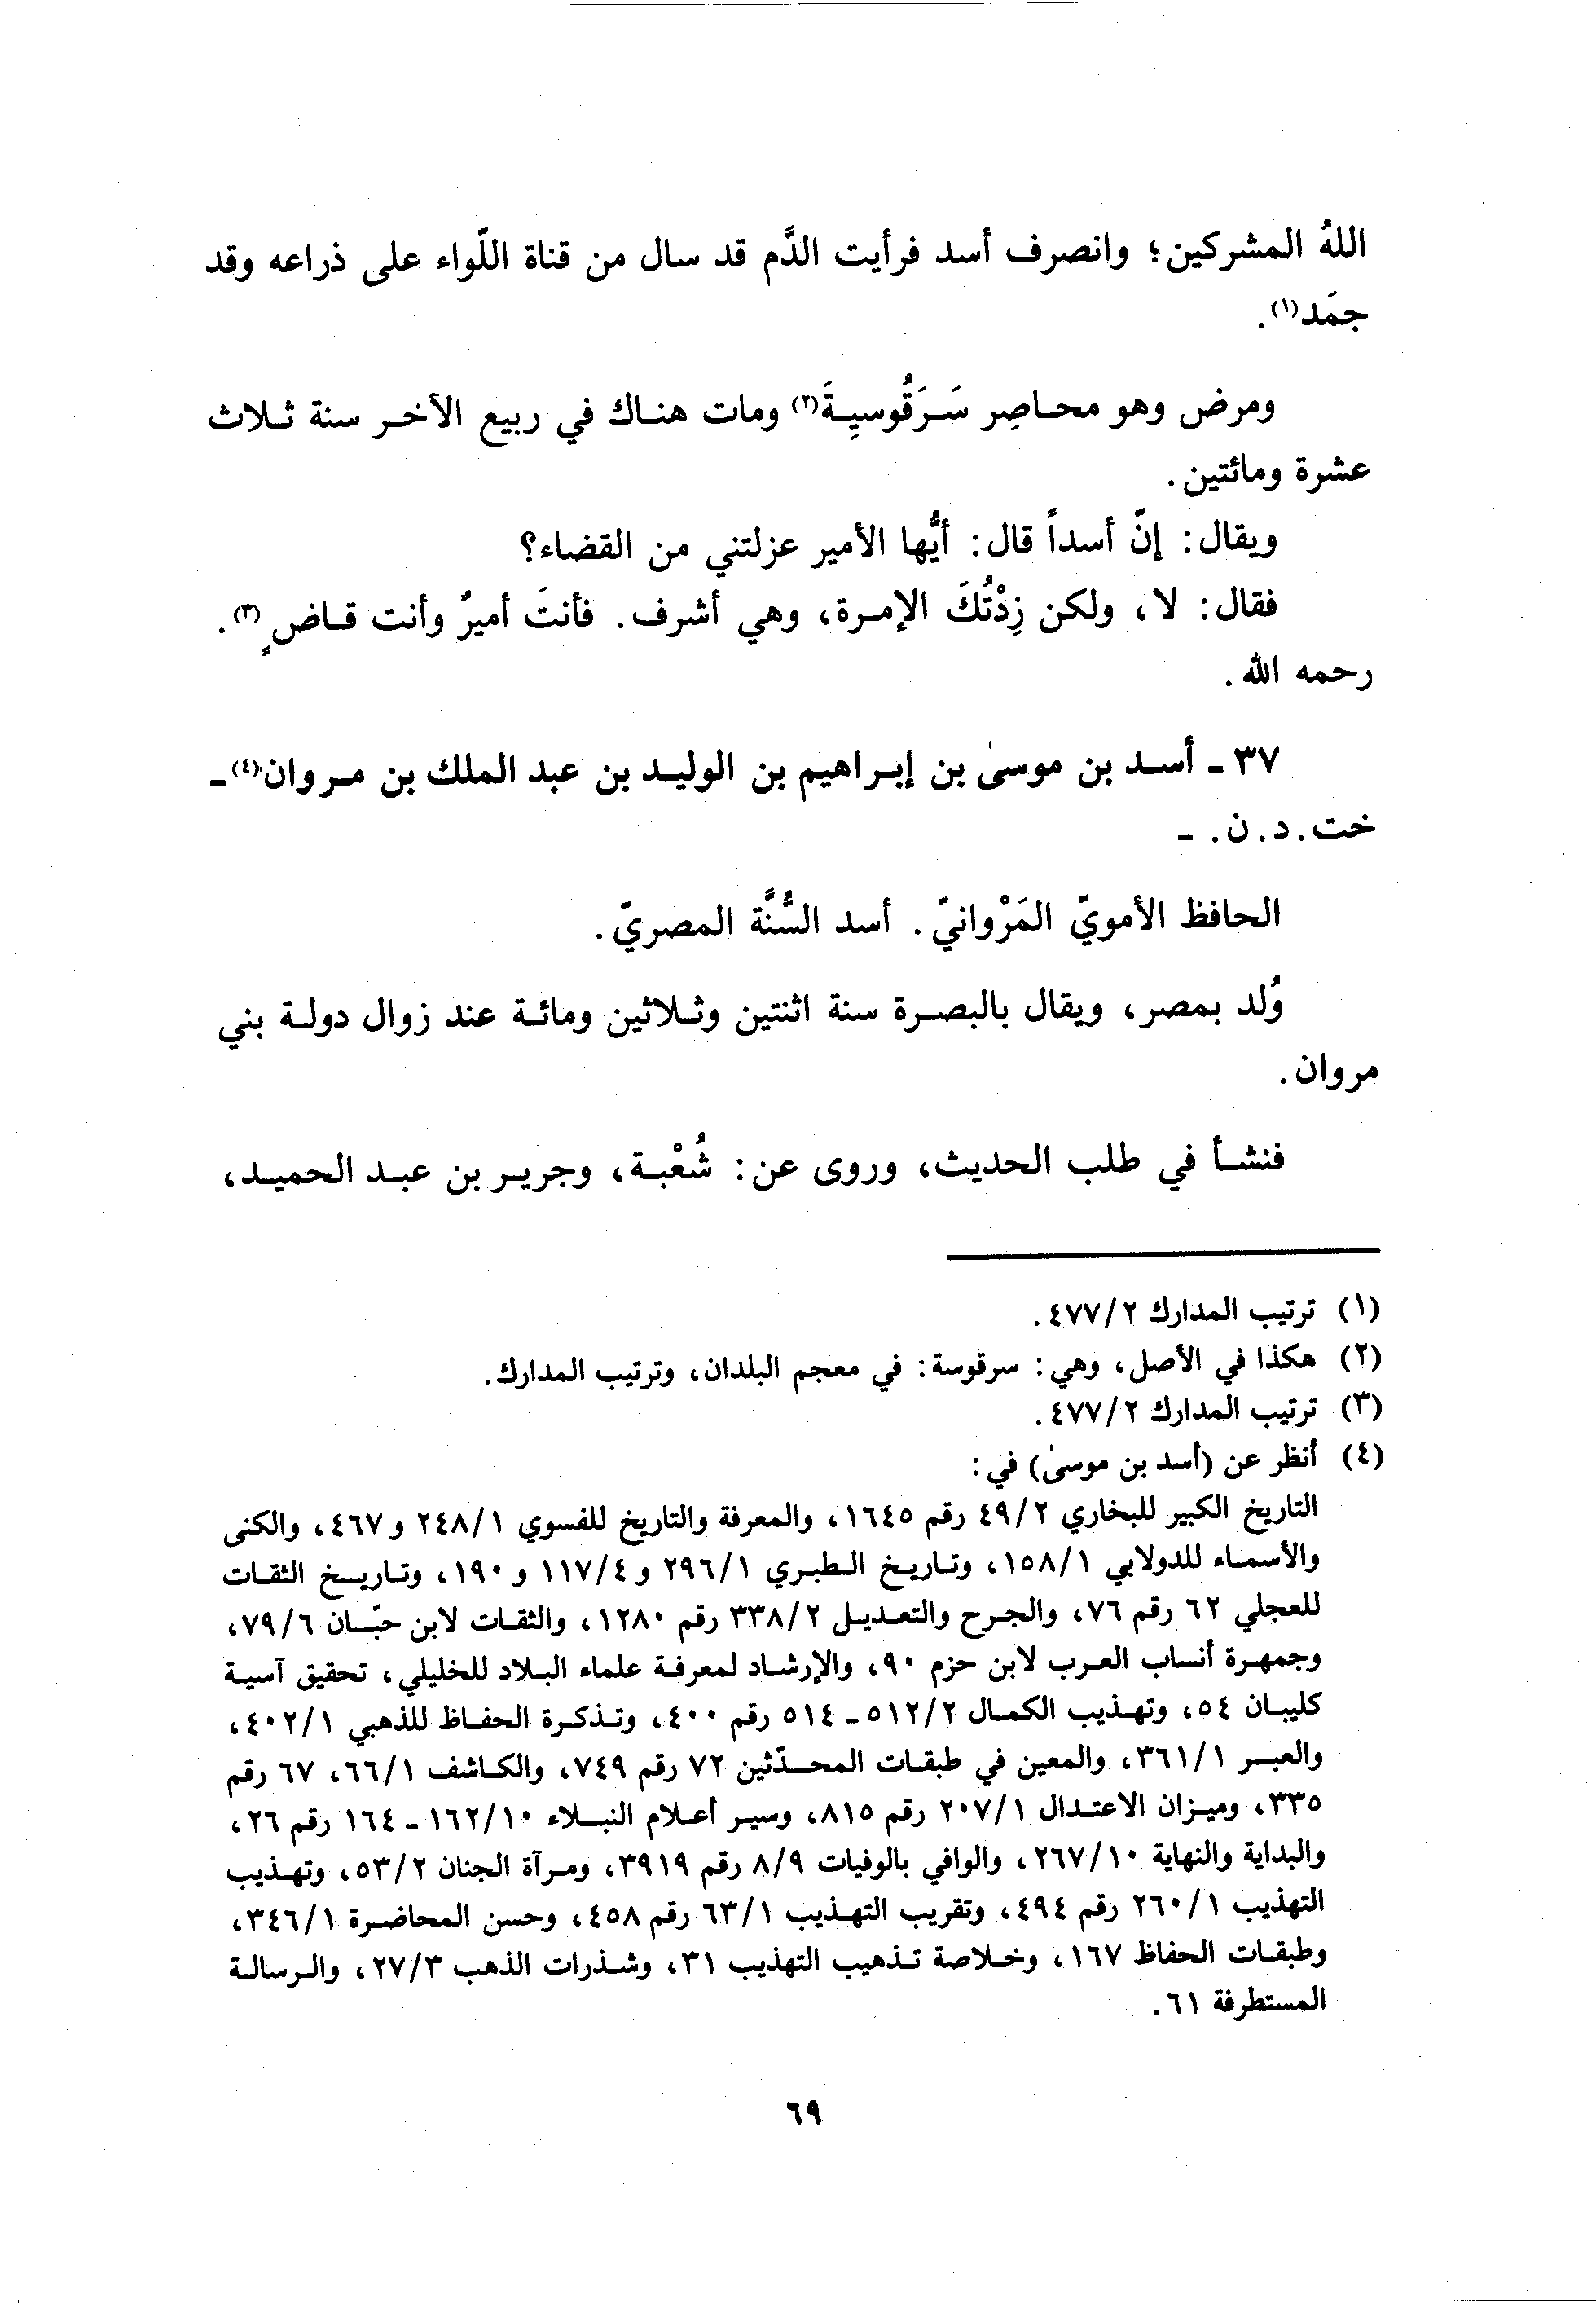 اللهُ المشركين؛ وانصرف أسد فرأيت الدَّم قد سال من قناة اللّواء على ذراعه وقد
جمَد(١).
ومرض وهو محاصِر سَرَقُوسيِةَ(٢) ومات هناك في ربيع الآخر سنة ثلاث
عشرة ومائتين.
ويقال: إنّ أسداً قال: أيُّها الأمير عزلتني من القضاء؟
فقال: لا، ولكن زِدْتُكَ الإمرة، وهي أشرف. فأنتَ أميرٌ وأنت قاضٍ(٣).
رحمه الله.
٣٧ - أسد بن موسىٰ بن إبراهيم بن الوليد بن عبد الملك بن مروان(٤) -
خت. د. ن. -
الحافظ الأمويّ المَرْوانيّ. أسد السُّنَّة المصريّ.
وُلد بمصر، ويقال بالبصرة سنة اثنتين وثلاثين ومائة عند زوال دولة بني
مروان.
فنشأ في طلب الحديث، وروى عن: شُعْبة، وجرير بن عبد الحميد،
(١) ترتيب المدارك ٤٧٧/٢.
(٢) هكذا في الأصل، وهي: سرقوسة: في معجم البلدان، وترتيب المدارك.
(٣) ترتيب المدارك ٤٧٧/٢.
(٤) أنظر عن (أسد بن موسىٰ) في:
التاريخ الكبير للبخاري ٤٩/٢ رقم ١٦٤٥، والمعرفة والتاريخ للفسوي ٢٤٨/١ و٤٦٧، والكنى
والأسماء للدولابي ١٥٨/١، وتاريخ الطبري ٢٩٦/١ و١١٧/٤ و١٩٠، وتاريخ الثقات
للعجلي ٦٢ رقم ٧٦، والجرح والتعديل ٣٣٨/٢ رقم ١٢٨٠، والثقات لابن حبّان ٧٩/٦،
وجمهرة أنساب العرب لابن حزم ٩٠، والإرشاد لمعرفة علماء البلاد للخليلي، تحقيق آسية
كليبان ٥٤، وتهذيب الكمال ٥١٢/٢ - ٥١٤ رقم ٤٠٠، وتذكرة الحفاظ للذهبي ٤٠٢/١،
والعبر ٣٦١/١، والمعين في طبقات المحدّثين ٧٢ رقم ٧٤٩، والكاشف ٦٦/١، ٦٧ رقم
٣٣٥، وميزان الاعتدال ٢٠٧/١ رقم ٨١٥، وسير أعلام النبلاء ١٦٢/١٠ - ١٦٤ رقم ٢٦،
والبداية والنهاية ٢٦٧/١٠، والوافي بالوفيات ٨/٩ رقم ٣٩١٩، ومرآة الجنان ٥٣/٢، وتهذيب
التهذيب ٢٦٠/١ رقم ٤٩٤، وتقريب التهذيب ٦٣/١ رقم ٤٥٨، وحسن المحاضرة ٣٤٦/١،
وطبقات الحفاظ ١٦٧، وخلاصة تذهيب التهذيب ٣١، وشذرات الذهب ٢٧/٣، والرسالة
المستطرفة ٦١.
٦٩